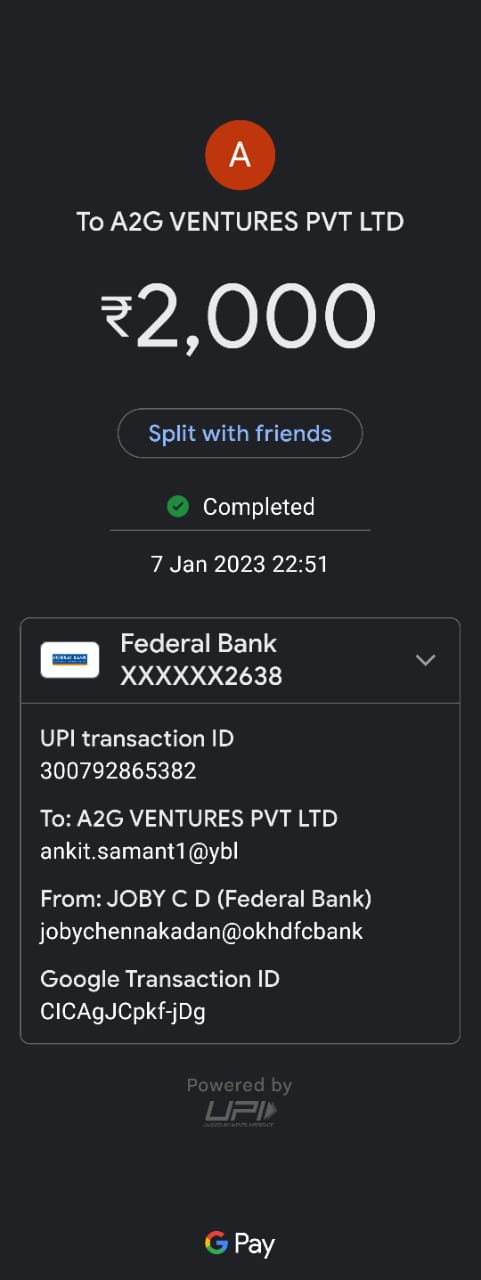 A
To A2G VENTURES PVT LTD
₹2,000
Split with friends
Completed
7 Jan 2023 22:51
FEDERAL BANK
Federal Bank
XXXXXX2638
UPI transaction ID
300792865382
To: A2G VENTURES PVT LTD
ankit.samant1@ybl
From: JOBY C D (Federal Bank)
jobychennakadan@okhdfcbank
Google Transaction ID
CICAgJCpkf-jDg
Powered by
UPI
G Pay